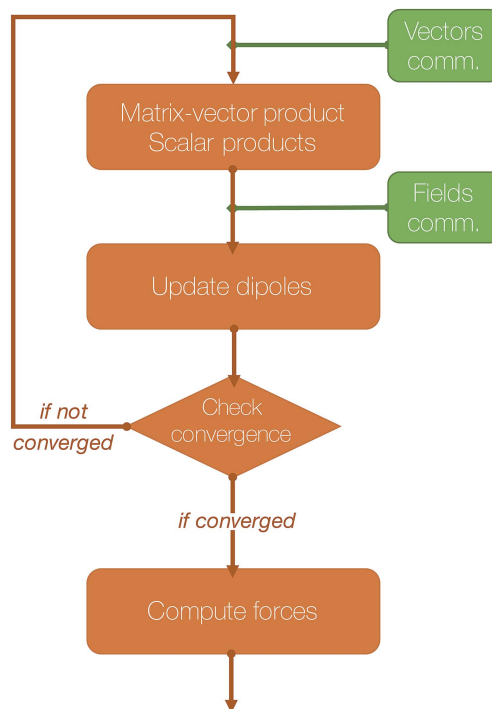 Vectors
comm.
Matrix-vector product
Scalar products
Fields
comm.
Update dipoles
Check
convergence
if not
converged
if converged
Compute forces